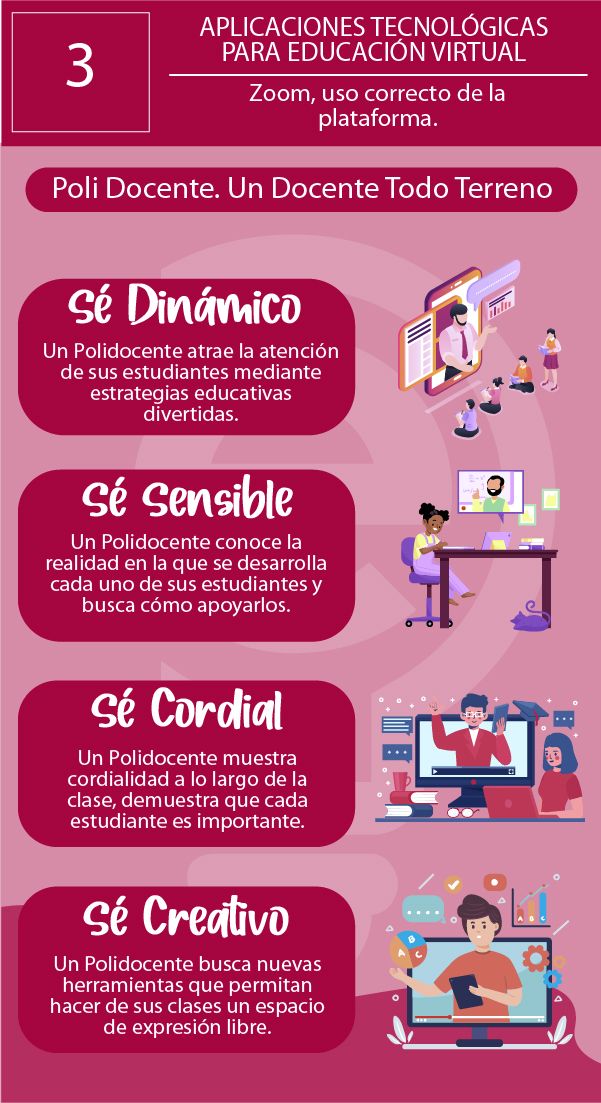 3
APLICACIONES TECNOLÓGICAS
PARA EDUCACIÓN VIRTUAL
Zoom, uso correcto de la
plataforma.
Poli Docente. Un Docente Todo Terreno
Sé Dinámico
Un Polidocente atrae la atención
de sus estudiantes mediante
estrategias educativas
divertidas.
Sé Sensible
Un Polidocente conoce la
realidad en la que se desarrolla
cada uno de sus estudiantes y
busca cómo apoyarlos.
Sé Cordial
Un Polidocente muestra
cordialidad a lo largo de la
clase, demuestra que cada
estudiante es importante.
Sé Creativo
Un Polidocente busca nuevas
herramientas que permitan
hacer de sus clases un espacio
de expresión libre.
A B C
A B C